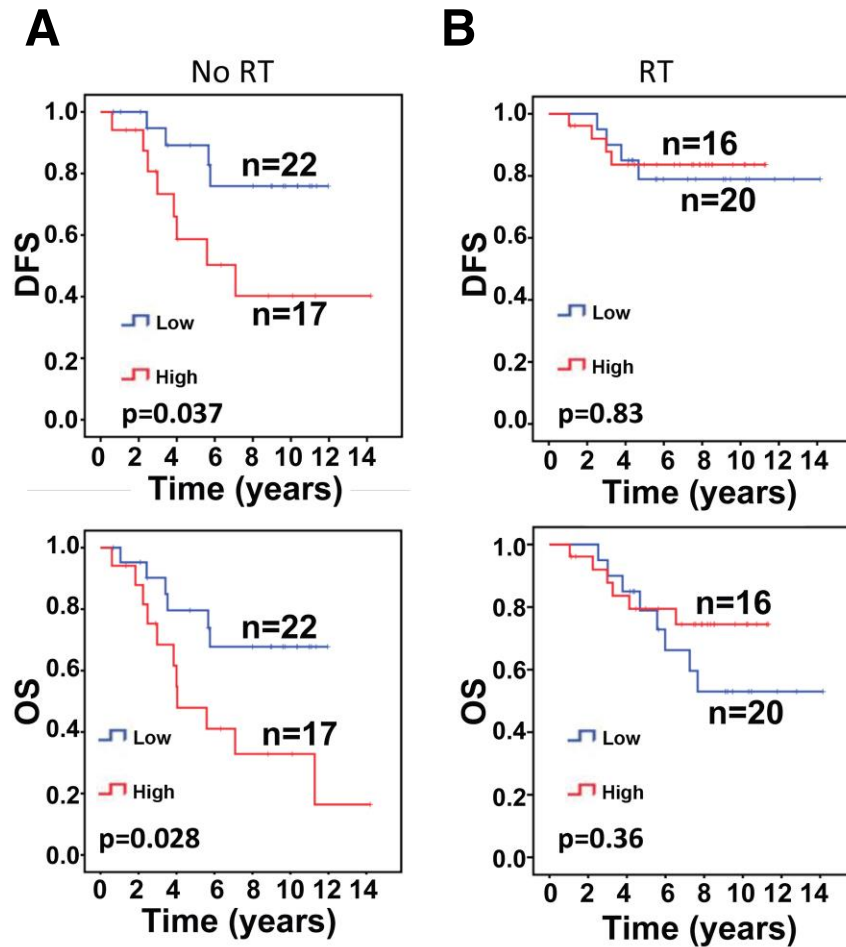 A
No RT
1.0
0.8
0.6
0.4
0.2
0.0
DFS
n=22
n=17
Low
High
p=0.037
0 2 4 6 8 10 12 14
Time (years)
B
RT
1.0
0.8
0.6
0.4
0.2
0.0
DFS
n=16
n=20
Low
High
p=0.83
0 2 4 6 8 10 12 14
Time (years)
1.0
0.8
0.6
0.4
0.2
0.0
OS
n=22
n=17
Low
High
p=0.028
0 2 4 6 8 10 12 14
Time (years)
1.0
0.8
0.6
0.4
0.2
0.0
OS
n=16
n=20
Low
High
p=0.36
0 2 4 6 8 10 12 14
Time (years)